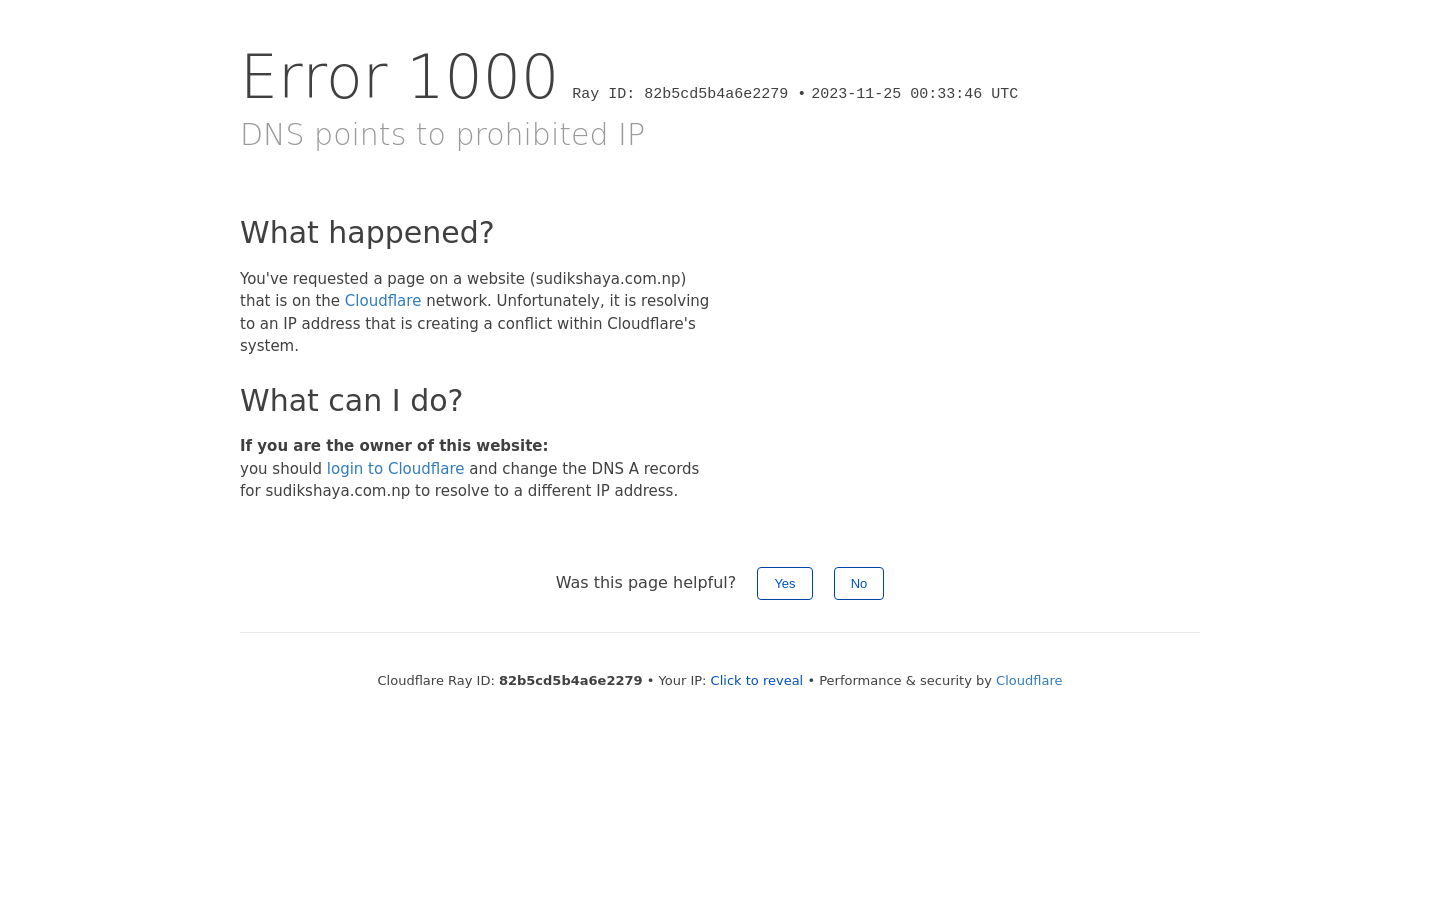 Error 1000 Ray ID: 82b5cd5b4a6e2279 • 2023-11-25 00:33:46 UTC
DNS points to prohibited IP
What happened?
You've requested a page on a website (sudikshaya.com.np)
that is on the Cloudflare network. Unfortunately, it is resolving
to an IP address that is creating a conflict within Cloudflare's
system.
What can I do?
If you are the owner of this website:
you should login to Cloudflare and change the DNS A records
for sudikshaya.com.np to resolve to a different IP address.
Was this page helpful? Yes No
Cloudflare Ray ID: 82b5cd5b4a6e2279 • Your IP: Click to reveal • Performance & security by Cloudflare